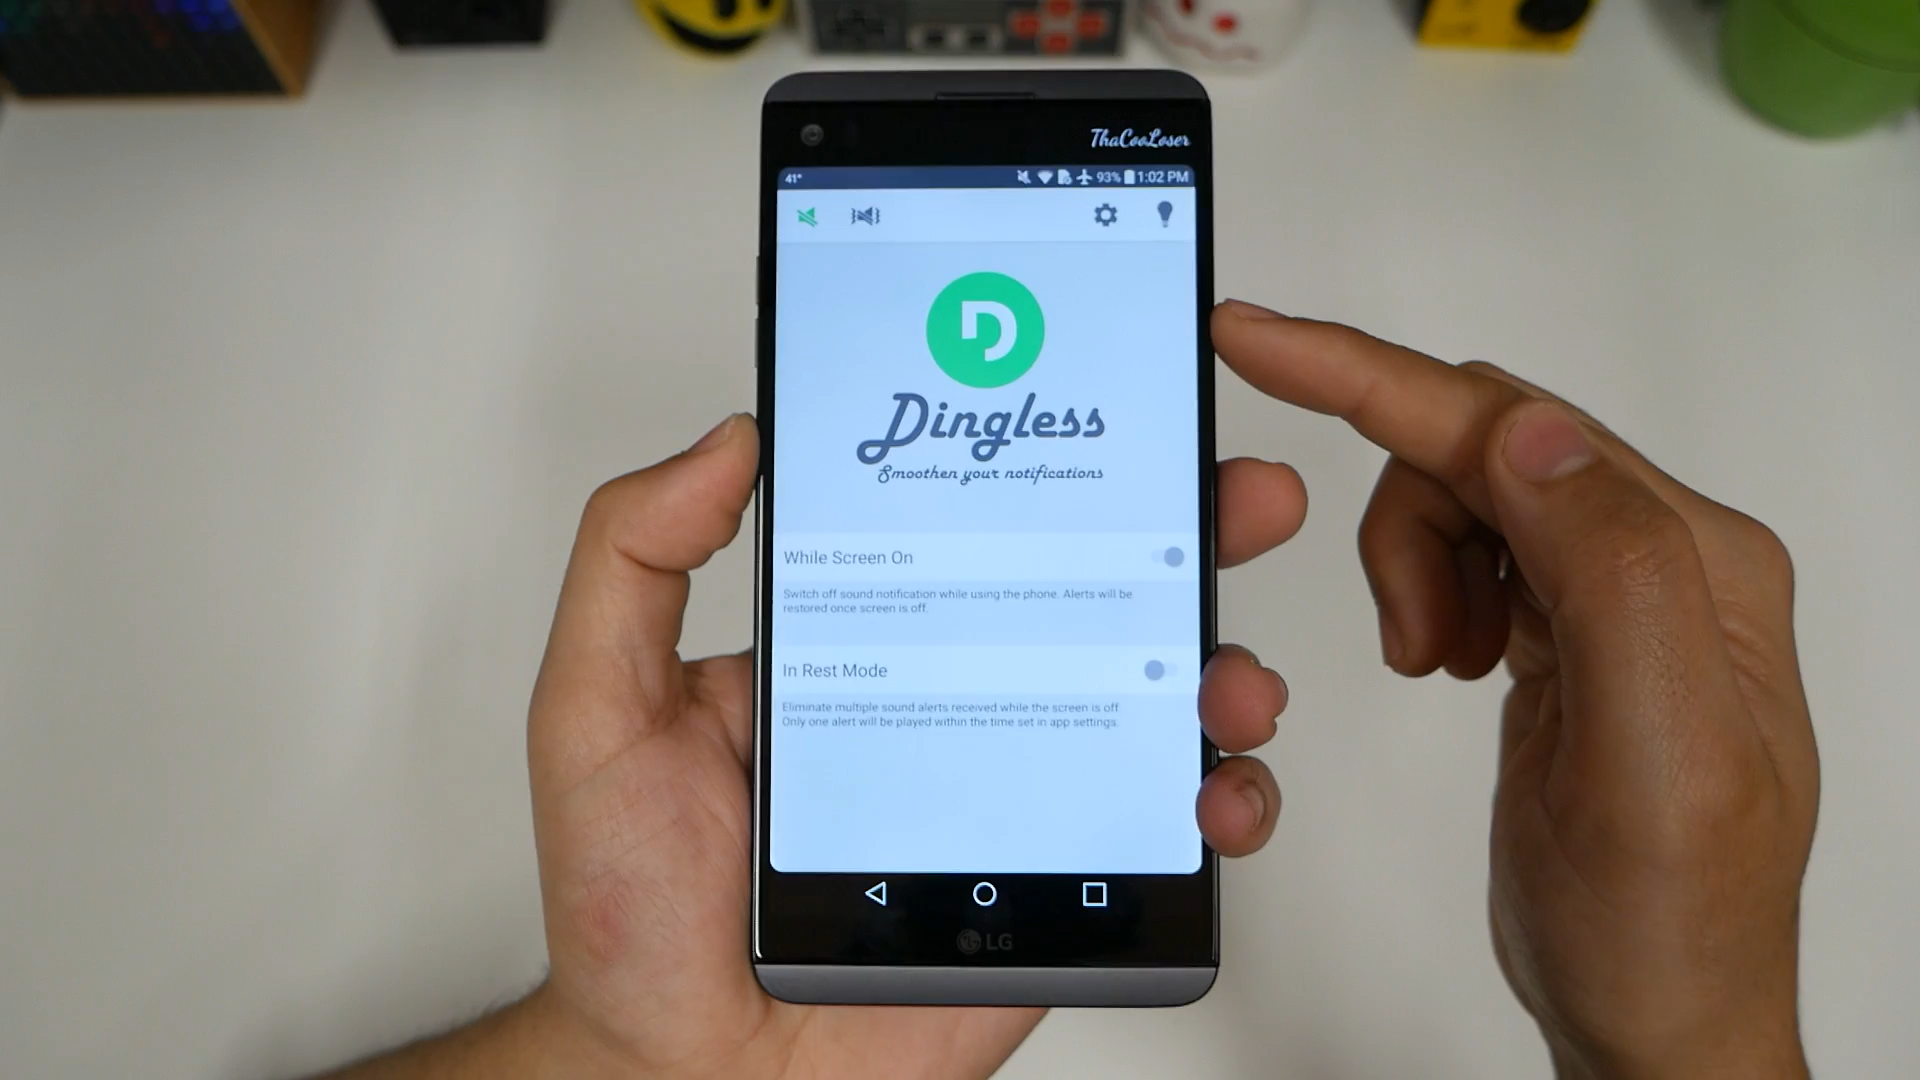 ThaCooLoser
41° 93% 1:02 PM
Dingless
Smoothen your notifications
While Screen On
Switch off sound notification while using the phone. Alerts will be
restored once screen is off.
In Rest Mode
Eliminate multiple sound alerts received while the screen is off
Only one alert will be played within the time set in app settings.
LG